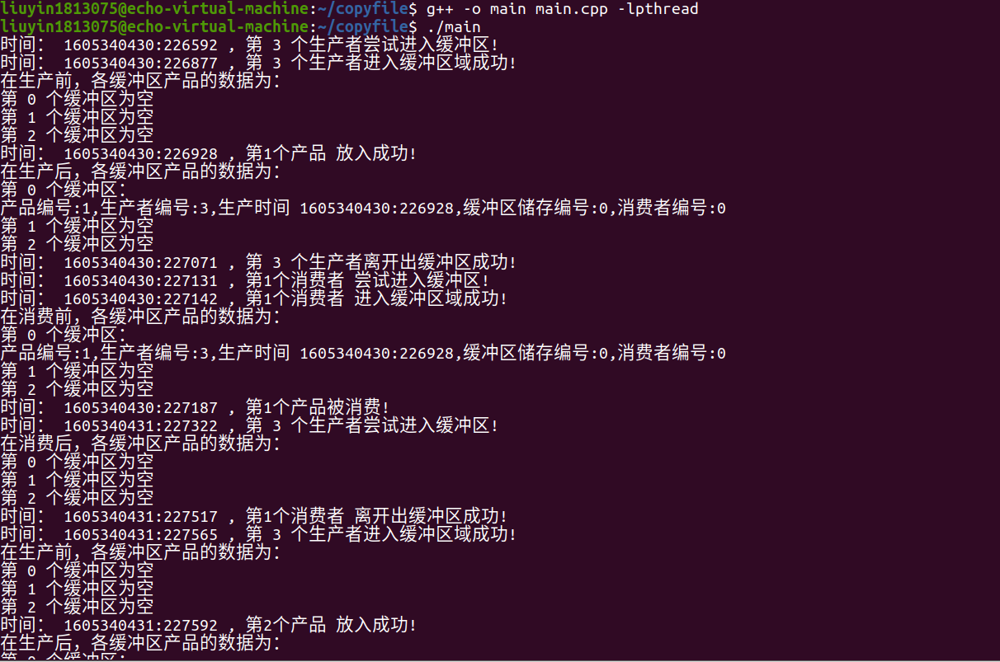 liuyin1813075@echo-virtual-machine:~/copyfile$ g++ -o main main.cpp -lpthread
liuyin1813075@echo-virtual-machine:~/copyfile$ ./main
时间： 1605340430:226592 ，第 3 个生产者尝试进入缓冲区!
时间： 1605340430:226877 ，第 3 个生产者进入缓冲区域成功!
在生产前，各缓冲区产品的数据为：
第 0 个缓冲区为空
第 1 个缓冲区为空
第 2 个缓冲区为空
时间： 1605340430:226928 ，第1个产品 放入成功!
在生产后，各缓冲区产品的数据为：
第 0 个缓冲区：
产品编号:1,生产者编号:3,生产时间 1605340430:226928,缓冲区储存编号:0,消费者编号:0
第 1 个缓冲区为空
第 2 个缓冲区为空
时间： 1605340430:227071 ，第 3 个生产者离开出缓冲区成功!
时间： 1605340430:227131 ，第1个消费者 尝试进入缓冲区!
时间： 1605340430:227142 ，第1个消费者 进入缓冲区域成功!
在消费前，各缓冲区产品的数据为：
第 0 个缓冲区：
产品编号:1,生产者编号:3,生产时间 1605340430:226928,缓冲区储存编号:0,消费者编号:0
第 1 个缓冲区为空
第 2 个缓冲区为空
时间： 1605340430:227187 ，第1个产品被消费!
时间： 1605340431:227322 ，第 3 个生产者尝试进入缓冲区!
在消费后，各缓冲区产品的数据为：
第 0 个缓冲区为空
第 1 个缓冲区为空
第 2 个缓冲区为空
时间： 1605340431:227517 ，第1个消费者 离开出缓冲区成功!
时间： 1605340431:227565 ，第 3 个生产者进入缓冲区域成功!
在生产前，各缓冲区产品的数据为：
第 0 个缓冲区为空
第 1 个缓冲区为空
第 2 个缓冲区为空
时间： 1605340431:227592 ，第2个产品 放入成功!
在生产后，各缓冲区产品的数据为：
第 0 个缓冲区：